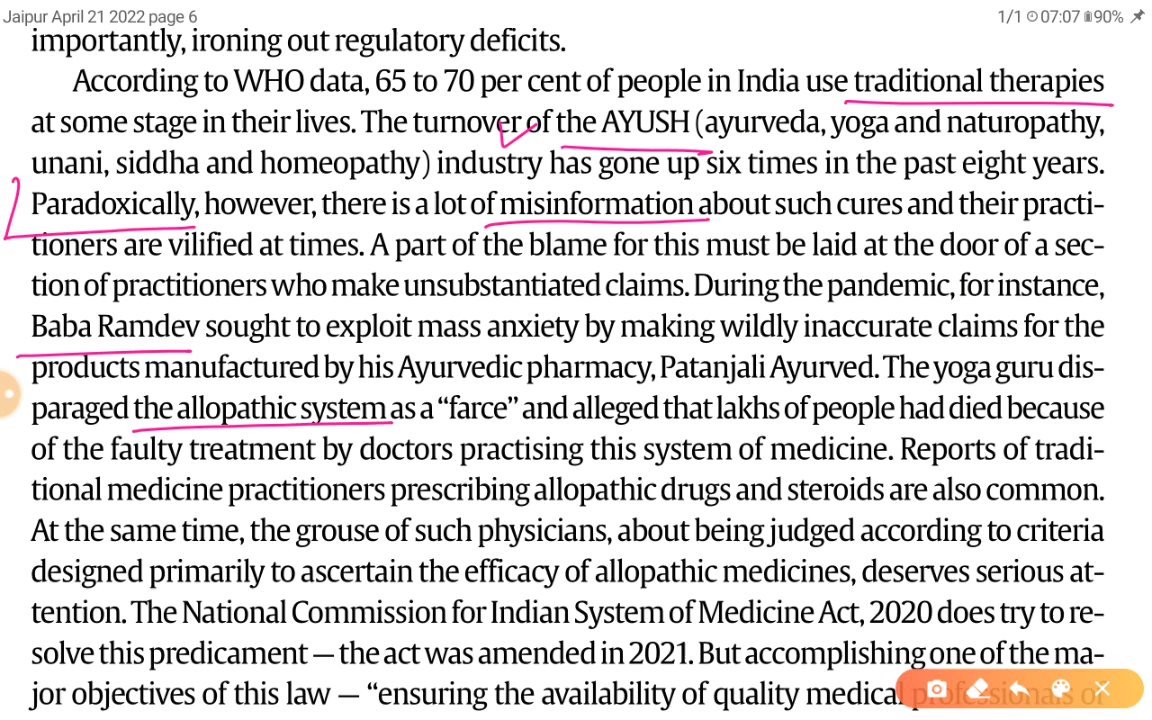 Jaipur April 21 2022 page 6
1/1 07:07 90%
importantly, ironing out regulatory deficits.
According to WHO data, 65 to 70 per cent of people in India use traditional therapies
at some stage in their lives. The turnover of the AYUSH (ayurveda, yoga and naturopathy,
unani, siddha and homeopathy) industry has gone up six times in the past eight years.
Paradoxically, however, there is a lot of misinformation about such cures and their practi-
tioners are vilified at times. A part of the blame for this must be laid at the door of a sec-
tion of practitioners who make unsubstantiated claims. During the pandemic, for instance,
Baba Ramdev sought to exploit mass anxiety by making wildly inaccurate claims for the
products manufactured by his Ayurvedic pharmacy, Patanjali Ayurved. The yoga guru dis-
paraged the allopathic system as a “farce” and alleged that lakhs of people had died because
of the faulty treatment by doctors practising this system of medicine. Reports of tradi-
tional medicine practitioners prescribing allopathic drugs and steroids are also common.
At the same time, the grouse of such physicians, about being judged according to criteria
designed primarily to ascertain the efficacy of allopathic medicines, deserves serious at-
tention. The National Commission for Indian System of Medicine Act, 2020 does try to re-
solve this predicament — the act was amended in 2021. But accomplishing one of the ma-
jor objectives of this law — “ensuring the availability of quality medical professionals of